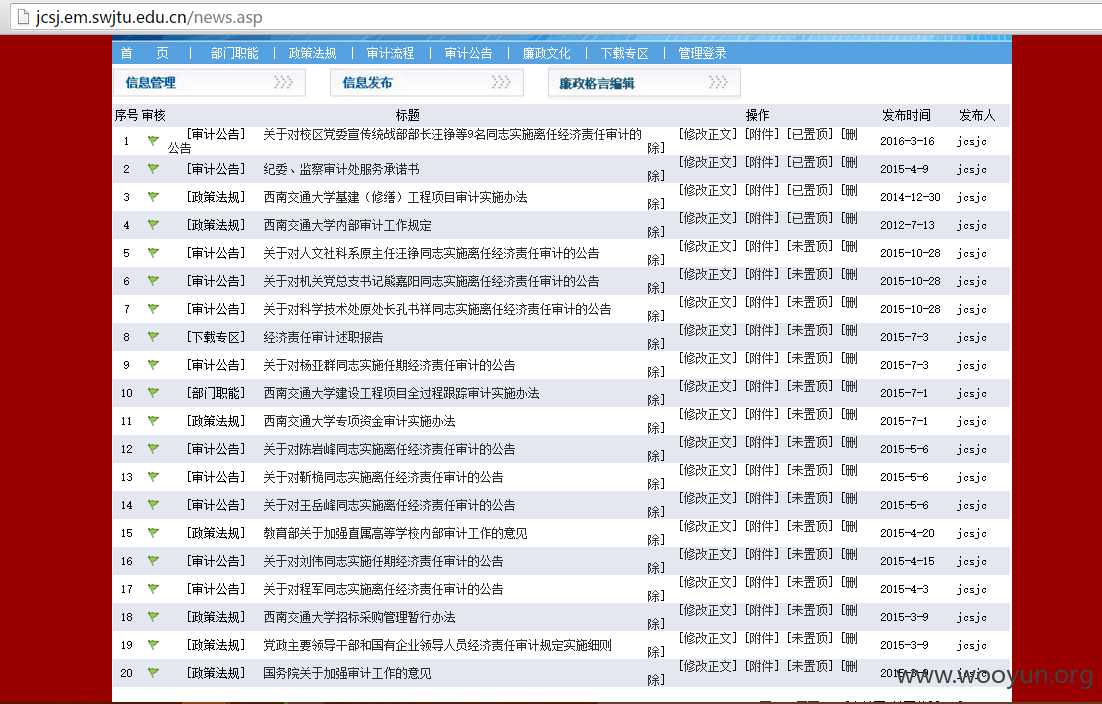 jcsj.em.swjtu.edu.cn/news.asp
首 页 | 部门职能 | 政策法规 | 审计流程 | 审计公告 | 廉政文化 | 下载专区 | 管理登录
信息管理 信息发布 廉政格言编辑
序号 审核 标题 操作 发布时间 发布人
1 [审计公告] 关于对校区党委宣传统战部部长汪铮等9名同志实施离任经济责任审计的公告 [修改正文] [附件] [已置顶] [删除] 2016-3-16 jcsjc
2 [审计公告] 纪委、监察审计处服务承诺书 [修改正文] [附件] [已置顶] [删除] 2015-4-9 jcsjc
3 [政策法规] 西南交通大学基建（修缮）工程项目审计实施办法 [修改正文] [附件] [已置顶] [删除] 2014-12-30 jcsjc
4 [政策法规] 西南交通大学内部审计工作规定 [修改正文] [附件] [已置顶] [删除] 2012-7-13 jcsjc
5 [审计公告] 关于对人文社科系原主任汪铮同志实施离任经济责任审计的公告 [修改正文] [附件] [未置顶] [删除] 2015-10-28 jcsjc
6 [审计公告] 关于对机关党总支书记熊嘉阳同志实施离任经济责任审计的公告 [修改正文] [附件] [未置顶] [删除] 2015-10-28 jcsjc
7 [审计公告] 关于对科学技术处原处长孔书祥同志实施离任经济责任审计的公告 [修改正文] [附件] [未置顶] [删除] 2015-10-28 jcsjc
8 [下载专区] 经济责任审计述职报告 [修改正文] [附件] [未置顶] [删除] 2015-7-3 jcsjc
9 [审计公告] 关于对杨亚群同志实施任期经济责任审计的公告 [修改正文] [附件] [未置顶] [删除] 2015-7-3 jcsjc
10 [部门职能] 西南交通大学建设工程项目全过程跟踪审计实施办法 [修改正文] [附件] [未置顶] [删除] 2015-7-1 jcsjc
11 [政策法规] 西南交通大学专项资金审计实施办法 [修改正文] [附件] [未置顶] [删除] 2015-7-1 jcsjc
12 [审计公告] 关于对陈岩峰同志实施离任经济责任审计的公告 [修改正文] [附件] [未置顶] [删除] 2015-5-6 jcsjc
13 [审计公告] 关于对靳桅同志实施离任经济责任审计的公告 [修改正文] [附件] [未置顶] [删除] 2015-5-6 jcsjc
14 [审计公告] 关于对王岳峰同志实施离任经济责任审计的公告 [修改正文] [附件] [未置顶] [删除] 2015-5-6 jcsjc
15 [政策法规] 教育部关于加强直属高等学校内部审计工作的意见 [修改正文] [附件] [未置顶] [删除] 2015-4-20 jcsjc
16 [审计公告] 关于对刘伟同志实施任期经济责任审计的公告 [修改正文] [附件] [未置顶] [删除] 2015-4-15 jcsjc
17 [审计公告] 关于对程军同志实施离任经济责任审计的公告 [修改正文] [附件] [未置顶] [删除] 2015-4-3 jcsjc
18 [政策法规] 西南交通大学招标采购管理暂行办法 [修改正文] [附件] [未置顶] [删除] 2015-3-9 jcsjc
19 [政策法规] 党政主要领导干部和国有企业领导人员经济责任审计规定实施细则 [修改正文] [附件] [未置顶] [删除] 2015-3-9 jcsjc
20 [政策法规] 国务院关于加强审计工作的意见 [修改正文] [附件] [未置顶] [删除] 2015-3-9 jcsjc
www.wooyun.org